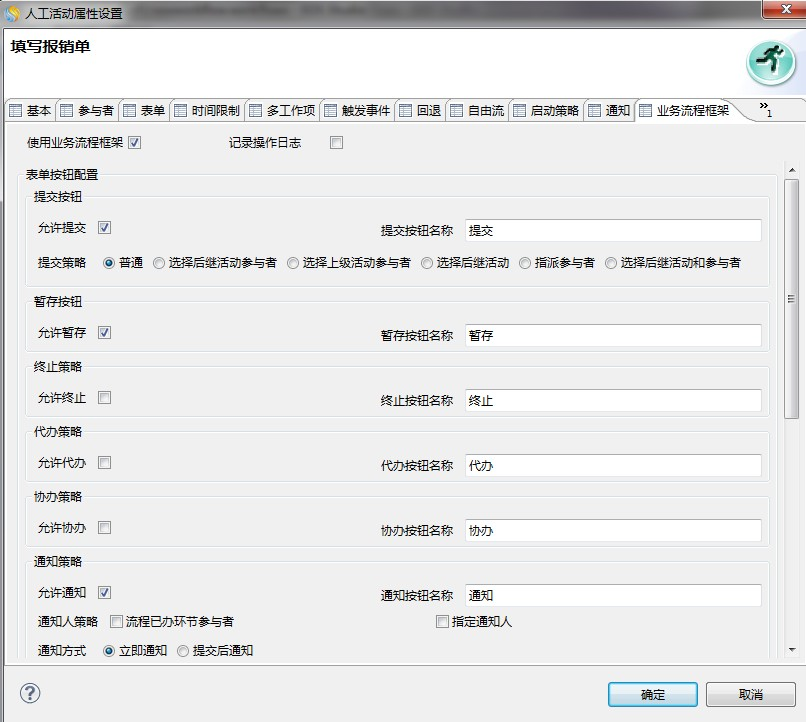 人工活动属性设置
填写报销单
基本 参与者 表单 时间限制 多工作项 触发事件 回退 自由流 启动策略 通知 业务流程框架 »1
使用业务流程框架 记录操作日志
表单按钮配置
提交按钮
允许提交 提交按钮名称 提交
提交策略 普通 选择后继活动参与者 选择上级活动参与者 选择后继活动 指派参与者 选择后继活动和参与者
暂存按钮
允许暂存 暂存按钮名称 暂存
终止策略
允许终止 终止按钮名称 终止
代办策略
允许代办 代办按钮名称 代办
协办策略
允许协办 协办按钮名称 协办
通知策略
允许通知 通知按钮名称 通知
通知人策略 流程已办环节参与者 指定通知人
通知方式 立即通知 提交后通知
确定 取消